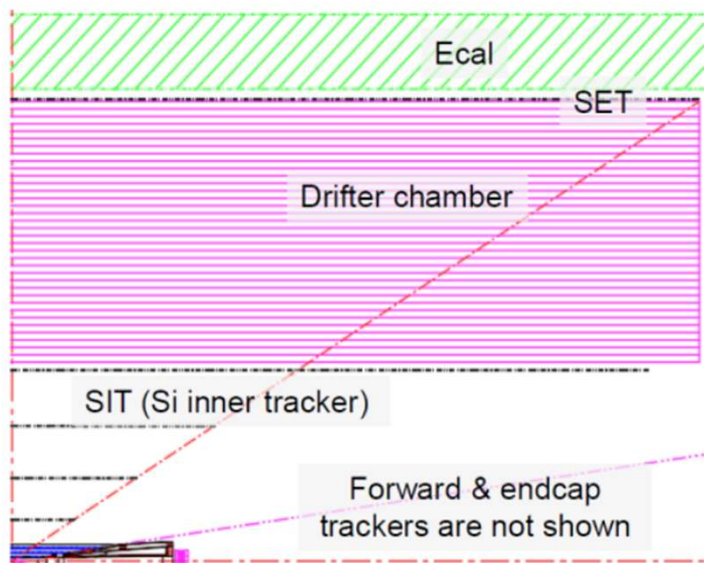 Ecal
SET
Drifter chamber
SIT (Si inner tracker)
Forward & endcap
trackers are not shown